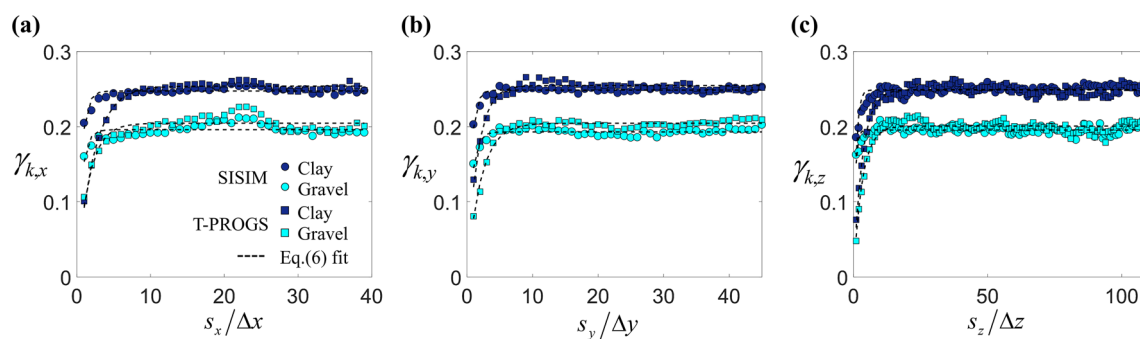 (a)
0.3
0.2
γk,x
0.1
0
SISIM
Clay
Gravel
T-PROGS
Clay
Gravel
Eq.(6) fit
0 10 20 30 40
sx/Δx
(b)
0.3
0.2
γk,y
0.1
0
0 10 20 30 40
sy/Δy
(c)
0.3
0.2
γk,z
0.1
0
0 50 100
sz/Δz